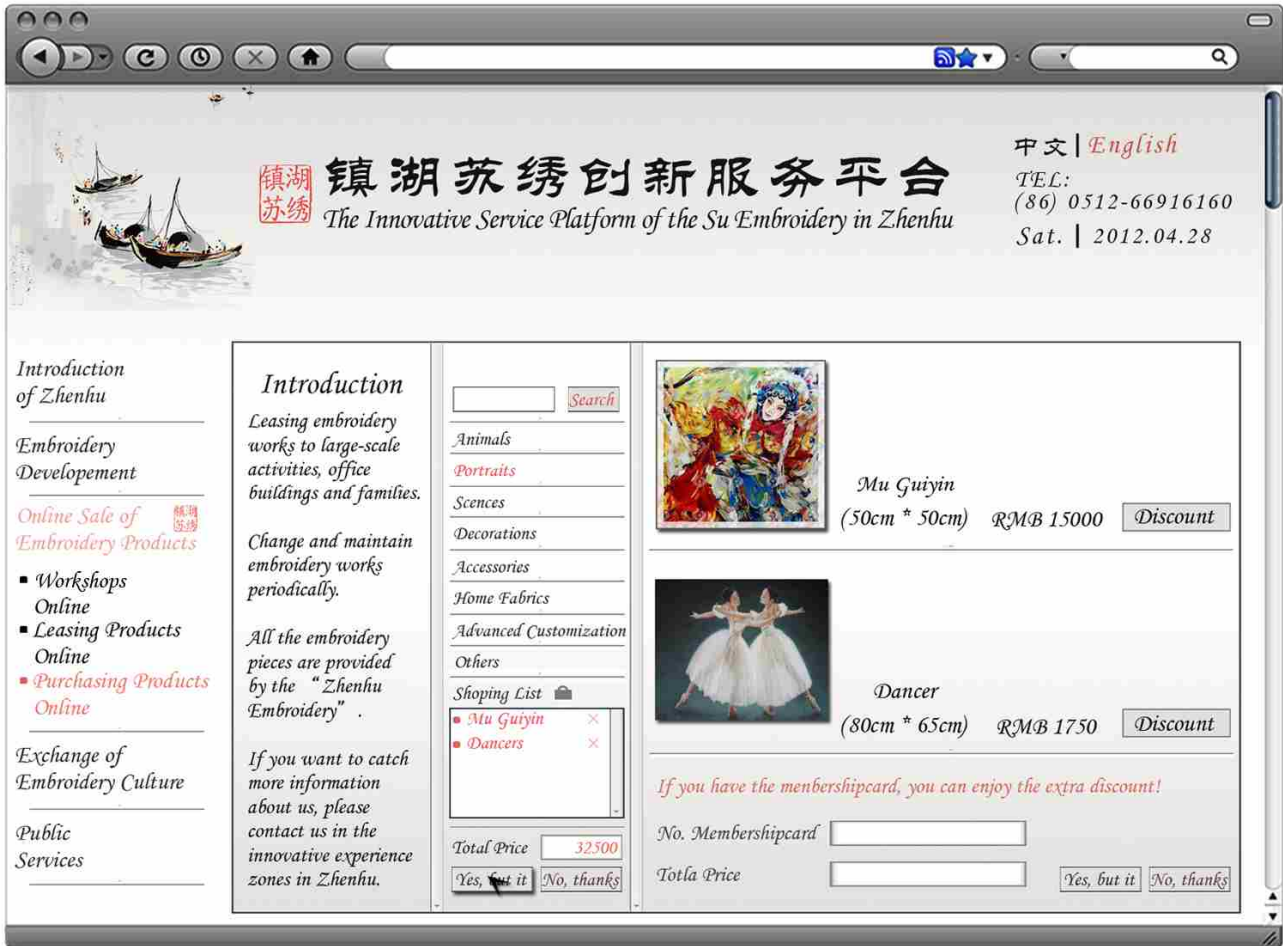 镇湖
苏绣
镇湖苏绣创新服务平台
The Innovative Service Platform of the Su Embroidery in Zhenhu
中文 | English
TEL:
(86) 0512-66916160
Sat. | 2012.04.28
Introduction
of Zhenhu
Embroidery
Developement
Online Sale of
Embroidery Products
镇湖
苏绣
Workshops
Online
Leasing Products
Online
Purchasing Products
Online
Exchange of
Embroidery Culture
Public
Services
Introduction
Leasing embroidery
works to large-scale
activities, office
buildings and families.
Change and maintain
embroidery works
periodically.
All the embroidery
pieces are provided
by the “Zhenhu
Embroidery”.
If you want to catch
more information
about us, please
contact us in the
innovative experience
zones in Zhenhu.
Search
Animals
Portraits
Scences
Decorations
Accessories
Home Fabrics
Advanced Customization
Others
Shoping List
Mu Guiyin ×
Dancers ×
Total Price 32500
Yes, but it No, thanks
Mu Guiyin
(50cm * 50cm) RMB 15000 Discount
Dancer
(80cm * 65cm) RMB 1750 Discount
If you have the menbershipcard, you can enjoy the extra discount!
No. Membershipcard
Totla Price
Yes, but it No, thanks